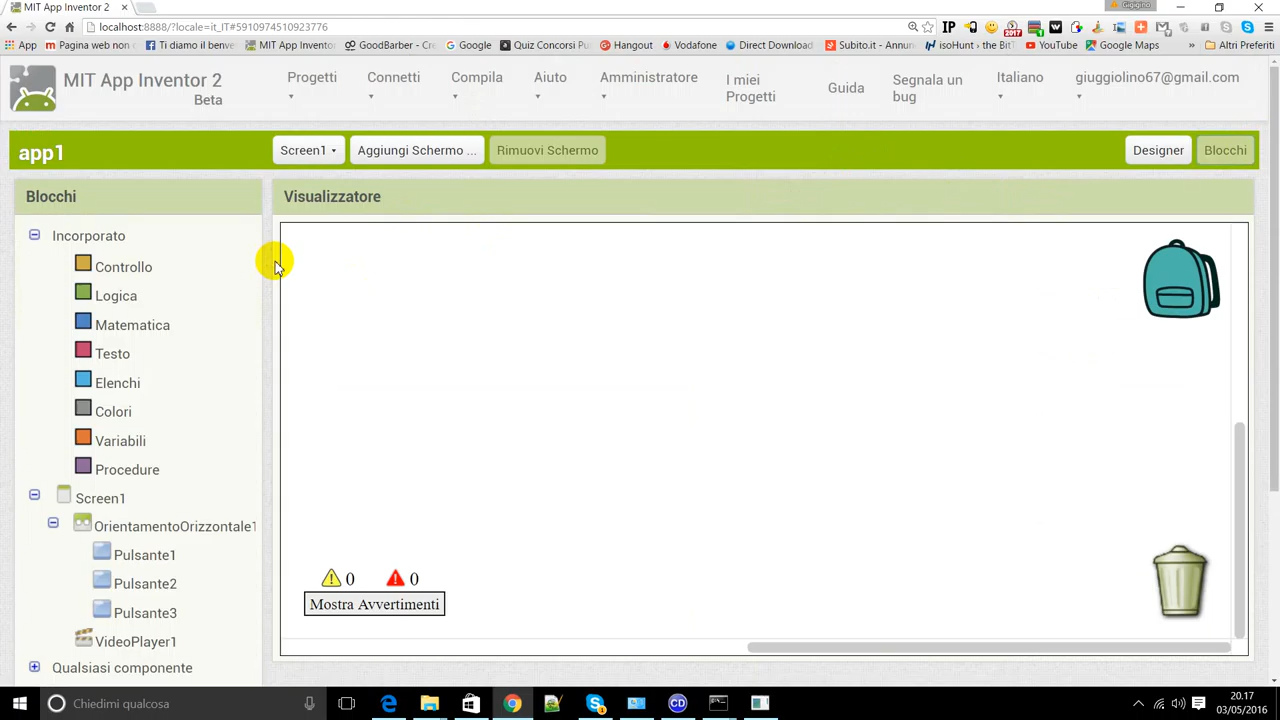 MIT App Inventor 2
Gigigino
localhost:8888/?locale=it_IT#5910974510923776
IP
2017
App
Pagina web non
Ti diamo il benve
MIT App Invento
GoodBarber - Cre
Google
Quiz Concorsi Pu
Hangout
Vodafone
Direct Download
Subito.it - Annun
isoHunt › the BitT
YouTube
Google Maps
»
Altri Preferiti
MIT App Inventor 2
Beta
Progetti
Connetti
Compila
Aiuto
Amministratore
I miei
Progetti
Guida
Segnala un
bug
Italiano
giuggiolino67@gmail.com
app1
Screen1
Aggiungi Schermo ...
Rimuovi Schermo
Designer
Blocchi
Blocchi
Visualizzatore
Incorporato
Controllo
Logica
Matematica
Testo
Elenchi
Colori
Variabili
Procedure
Screen1
OrientamentoOrizzontale1
Pulsante1
Pulsante2
Pulsante3
VideoPlayer1
Qualsiasi componente
0
0
Mostra Avvertimenti
Chiedimi qualcosa
20.17
03/05/2016